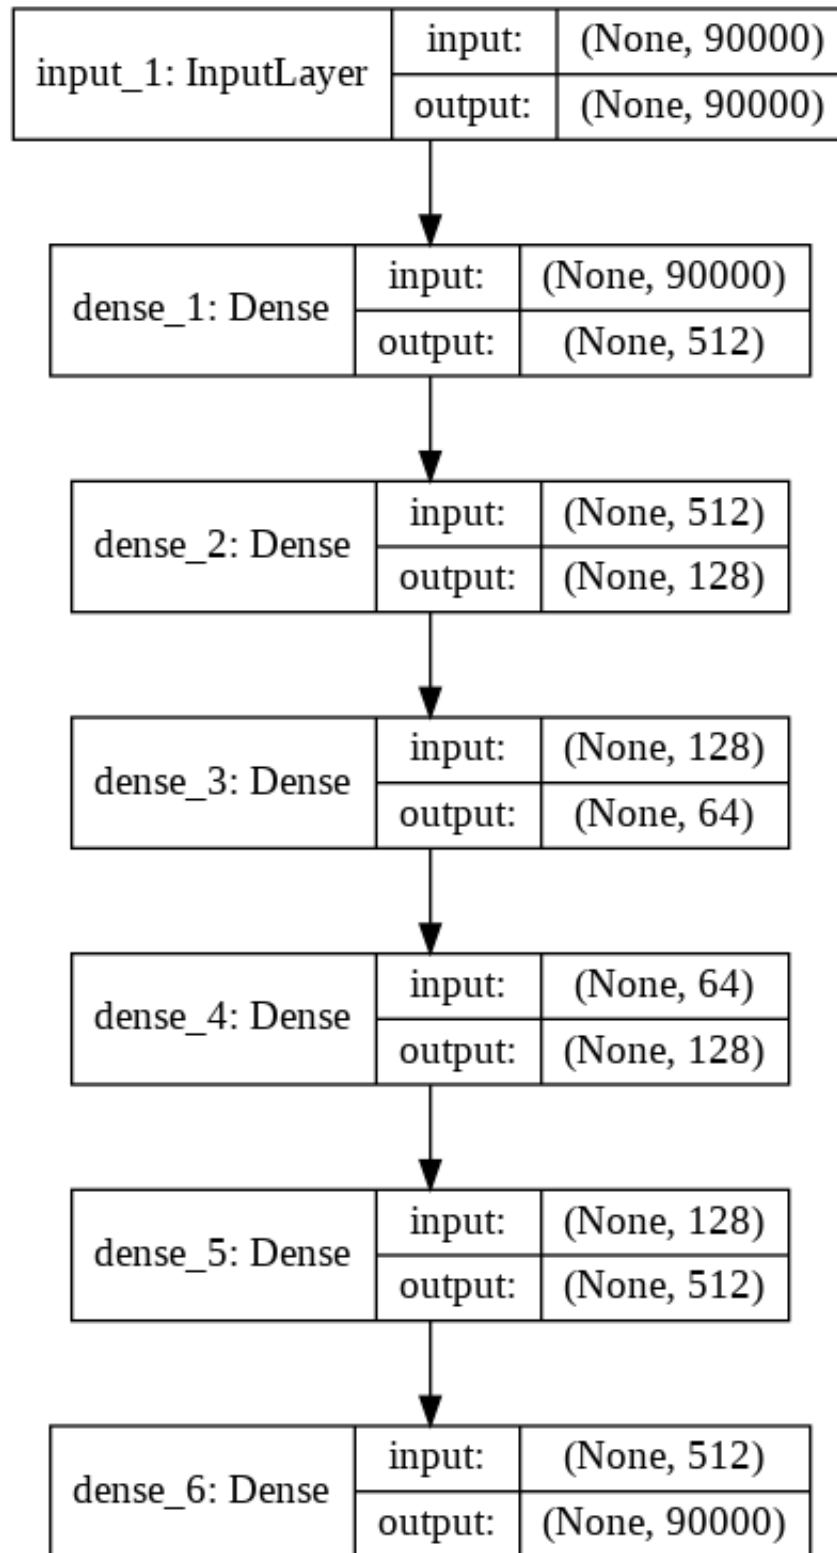 input_1: InputLayer
input: (None, 90000)
output: (None, 90000)
dense_1: Dense
input: (None, 90000)
output: (None, 512)
dense_2: Dense
input: (None, 512)
output: (None, 128)
dense_3: Dense
input: (None, 128)
output: (None, 64)
dense_4: Dense
input: (None, 64)
output: (None, 128)
dense_5: Dense
input: (None, 128)
output: (None, 512)
dense_6: Dense
input: (None, 512)
output: (None, 90000)